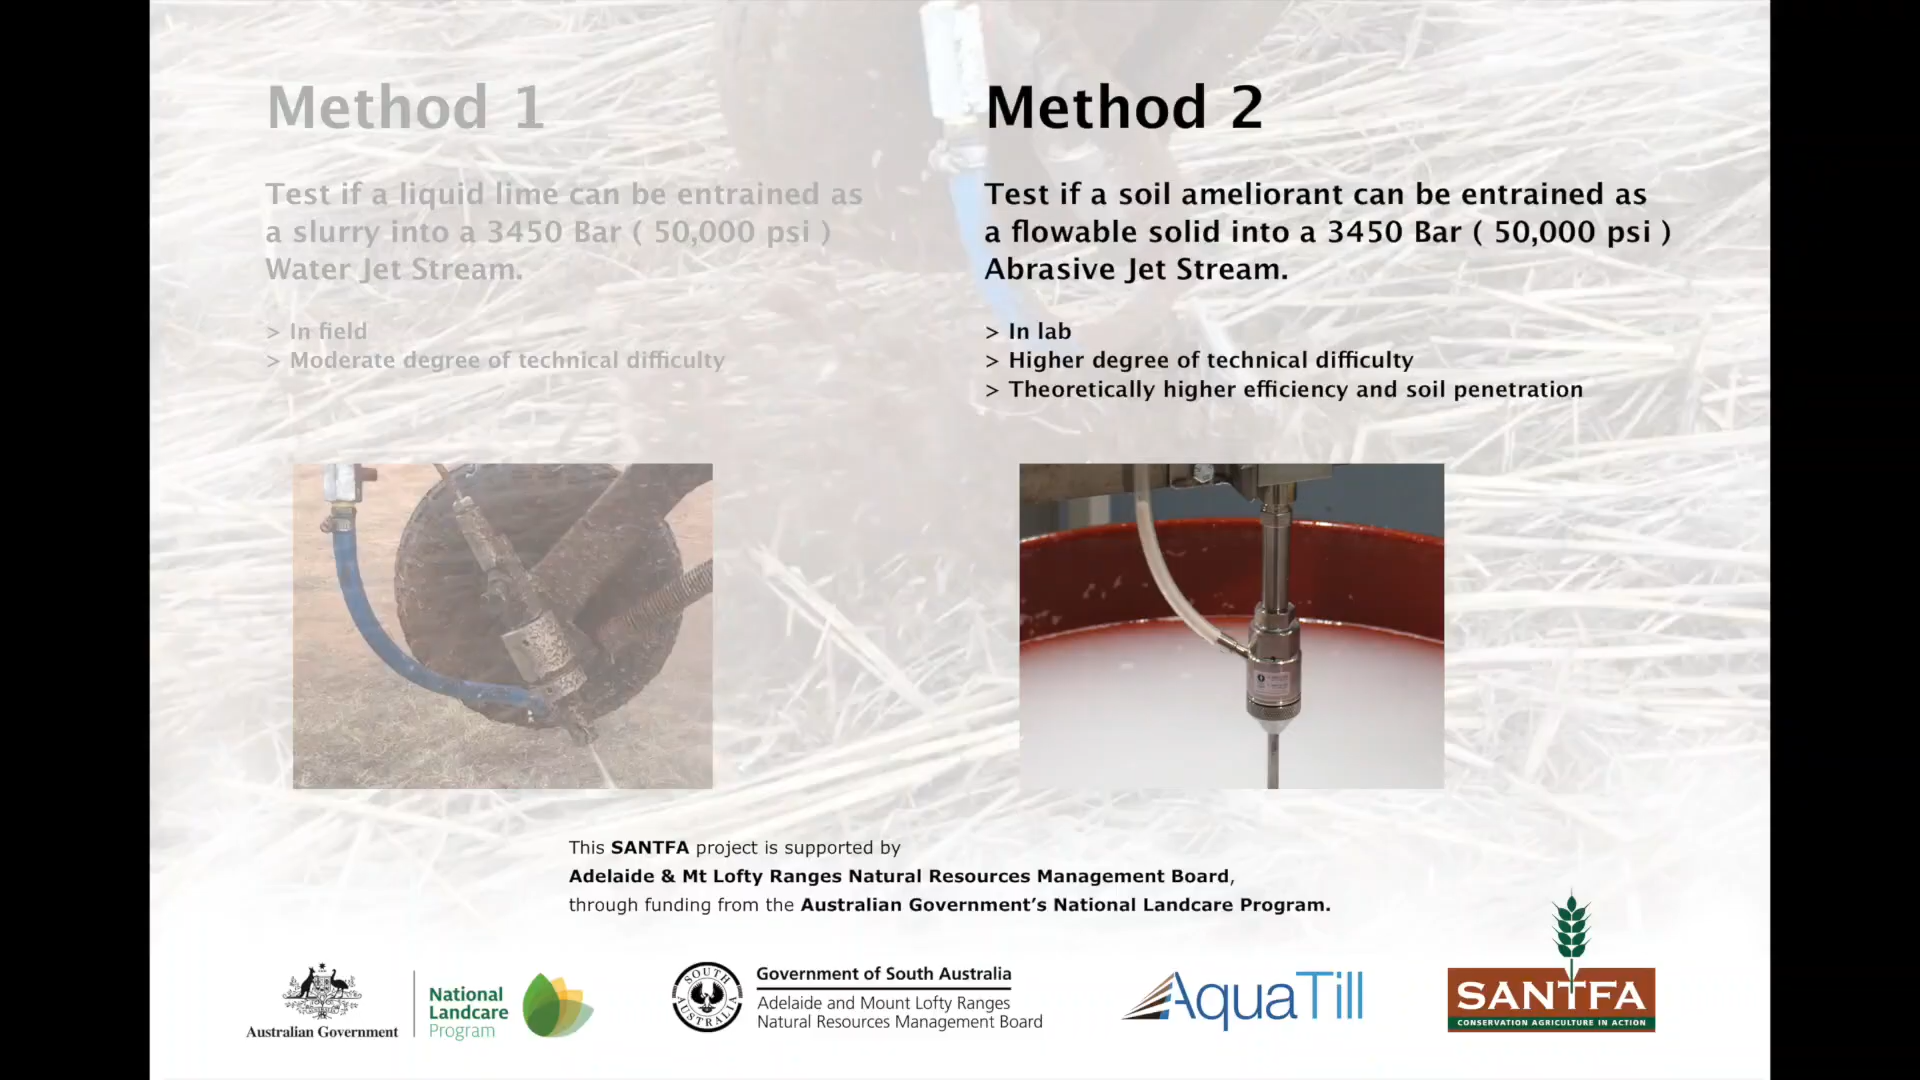 Method 1
Test if a liquid lime can be entrained as
a slurry into a 3450 Bar ( 50,000 psi )
Water Jet Stream.
> In field
> Moderate degree of technical difficulty
Method 2
Test if a soil ameliorant can be entrained as
a flowable solid into a 3450 Bar ( 50,000 psi )
Abrasive Jet Stream.
> In lab
> Higher degree of technical difficulty
> Theoretically higher efficiency and soil penetration
This SANTFA project is supported by
Adelaide & Mt Lofty Ranges Natural Resources Management Board,
through funding from the Australian Government’s National Landcare Program.
Australian Government
National
Landcare
Program
SOUTH AUSTRALIA
Government of South Australia
Adelaide and Mount Lofty Ranges
Natural Resources Management Board
AquaTill
SANTFA
CONSERVATION AGRICULTURE IN ACTION